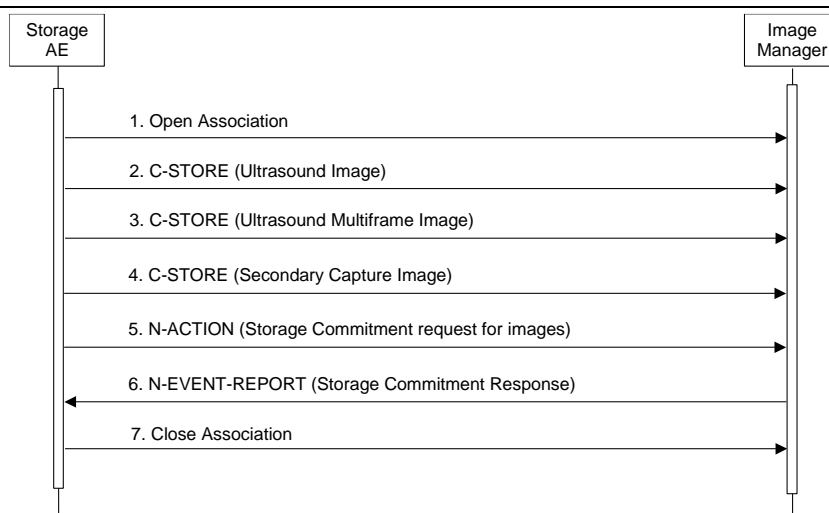 Storage
AE
Image
Manager
1. Open Association
2. C-STORE (Ultrasound Image)
3. C-STORE (Ultrasound Multiframe Image)
4. C-STORE (Secondary Capture Image)
5. N-ACTION (Storage Commitment request for images)
6. N-EVENT-REPORT (Storage Commitment Response)
7. Close Association